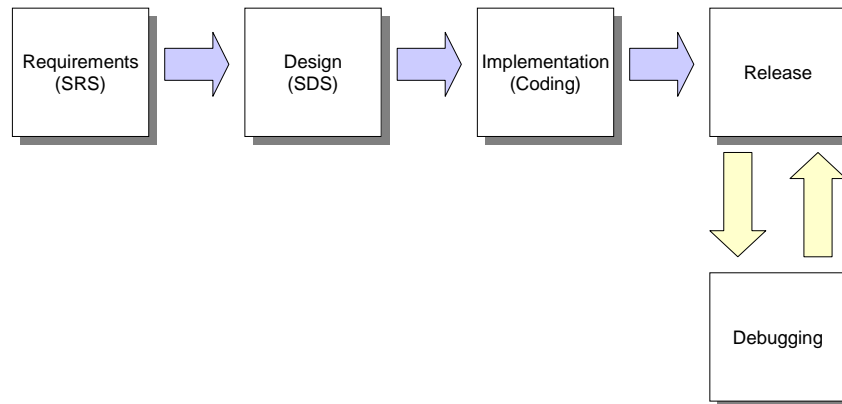 Requirements
(SRS)
Design
(SDS)
Implementation
(Coding)
Release
Debugging